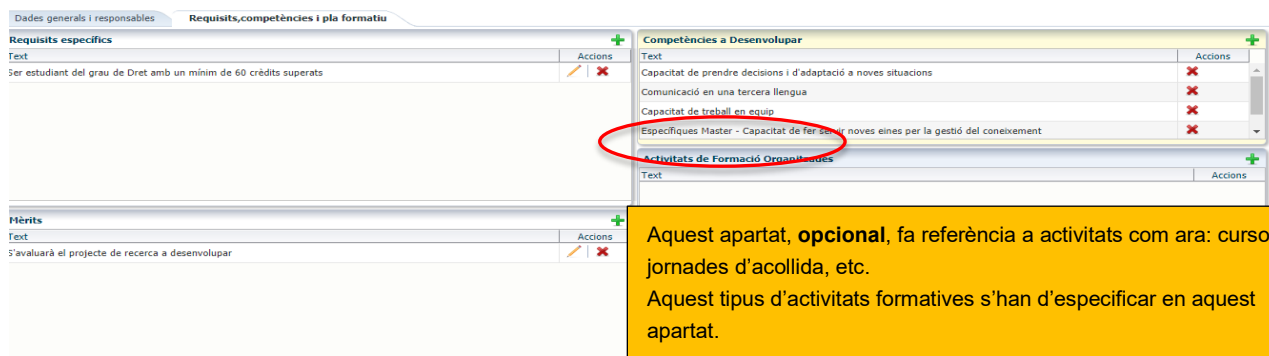 Dades generals i responsables
Requisits,competències i pla formatiu
Requisits específics
Text Accions
Ser estudiant del grau de Dret amb un mínim de 60 crèdits superats
Mèrits
Text Accions
S'avaluarà el projecte de recerca a desenvolupar
Competències a Desenvolupar
Text Accions
Capacitat de prendre decisions i d'adaptació a noves situacions
Comunicació en una tercera llengua
Capacitat de treball en equip
Específiques Master - Capacitat de fer servir noves eines per la gestió del coneixement
Activitats de Formació Organitzades
Text Accions
Aquest apartat, opcional, fa referència a activitats com ara: curso
jornades d'acollida, etc.
Aquest tipus d'activitats formatives s'han d'especificar en aquest
apartat.